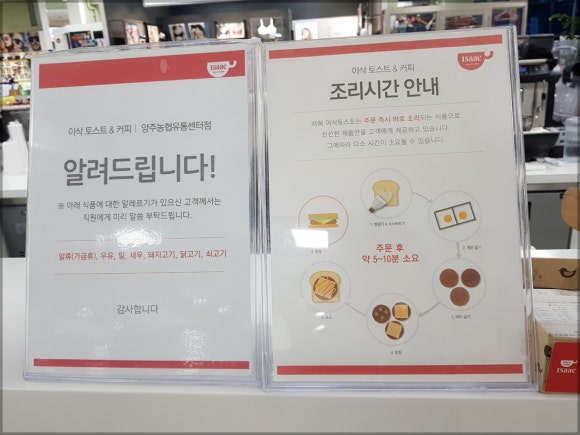 ISaac
이삭 토스트 & 커피 | 양주농협유통센터점
알려드립니다!
※ 아래 식품에 대한 알레르기가 있으신 고객께서는
직원에게 미리 말씀 부탁드립니다.
알류(가금류), 우유, 밀, 새우, 돼지고기, 닭고기, 쇠고기
감사합니다
ISaac
이삭 토스트 & 커피
조리시간 안내
저희 이삭토스트는 주문 즉시 바로 조리되는 식품으로
신선한 제품만을 고객에게 제공하고 있습니다.
그에따라 다소 시간이 소요될 수 있습니다.
주문 후
약 5~10분 소요
ISaac